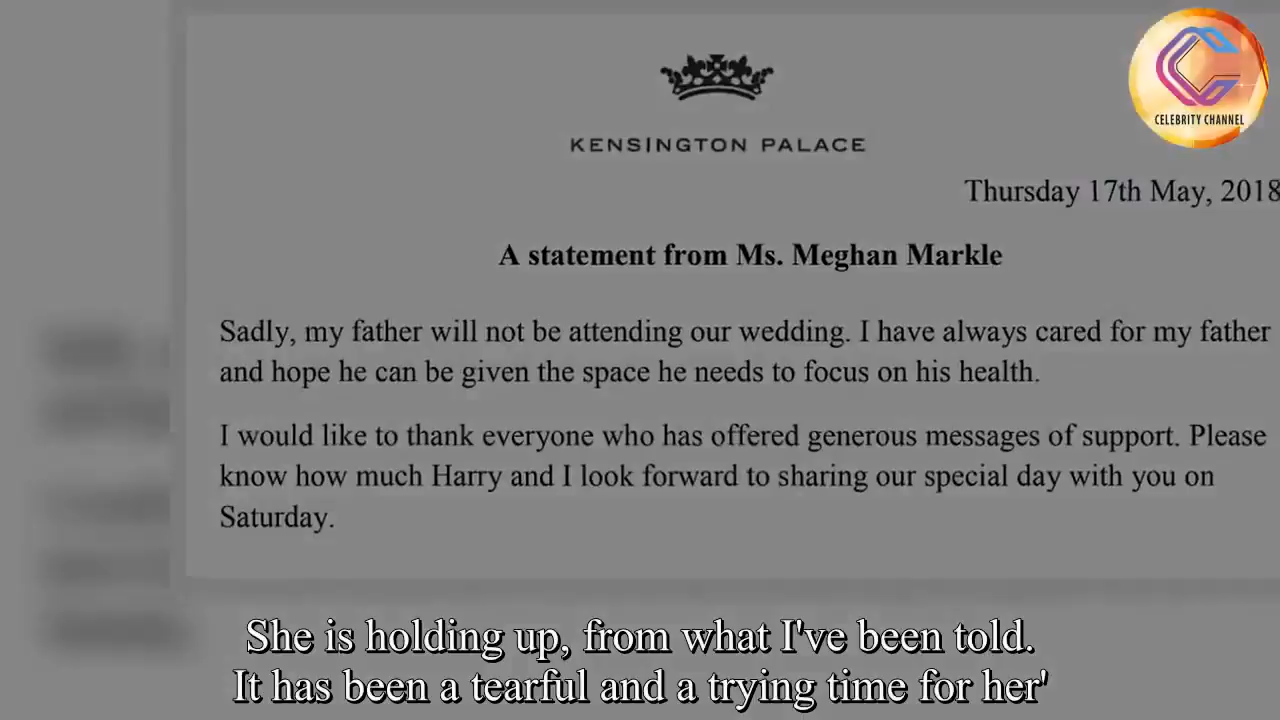 CELEBRITY CHANNEL
KENSINGTON PALACE
Thursday 17th May, 2018
A statement from Ms. Meghan Markle
Sadly, my father will not be attending our wedding. I have always cared for my father
and hope he can be given the space he needs to focus on his health.
I would like to thank everyone who has offered generous messages of support. Please
know how much Harry and I look forward to sharing our special day with you on
Saturday.
She is holding up, from what I've been told.
It has been a tearful and a trying time for her'